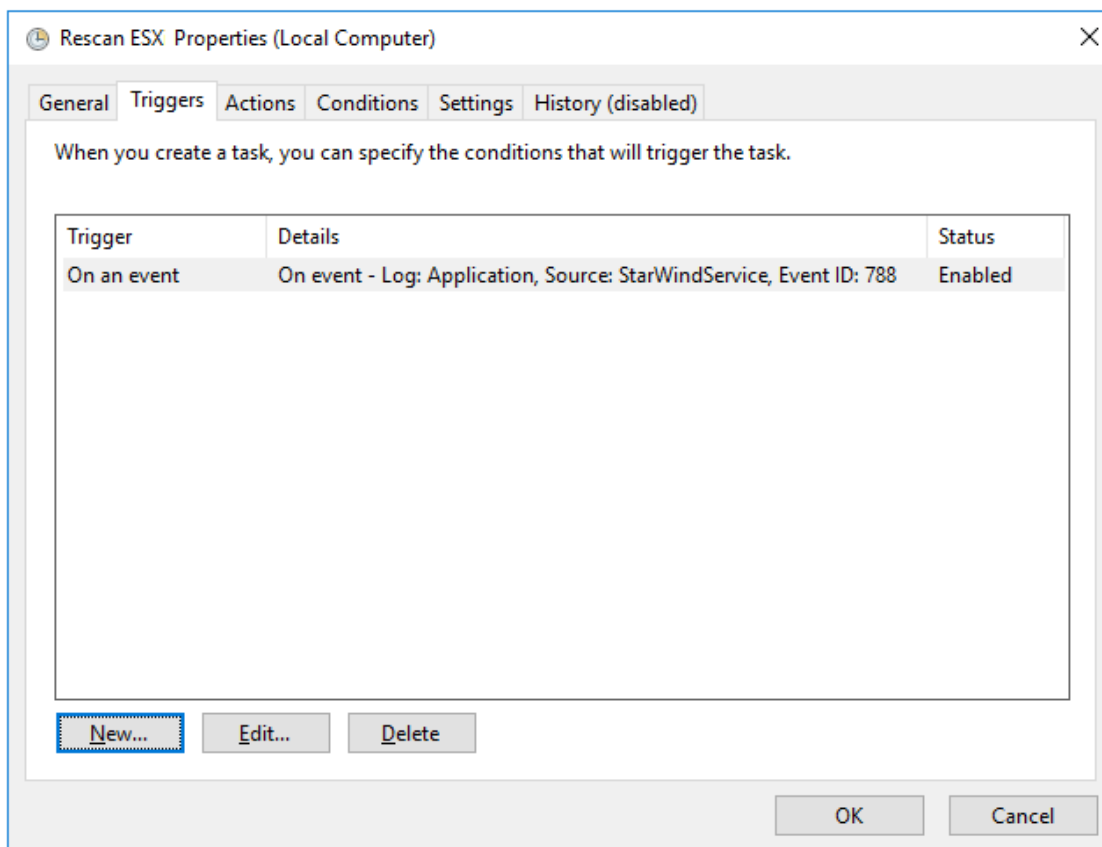 Rescan ESX  Properties (Local Computer)
General Triggers Actions Conditions Settings History (disabled)
When you create a task, you can specify the conditions that will trigger the task.
Trigger Details Status
On an event On event - Log: Application, Source: StarWindService, Event ID: 788 Enabled
New... Edit... Delete
OK Cancel